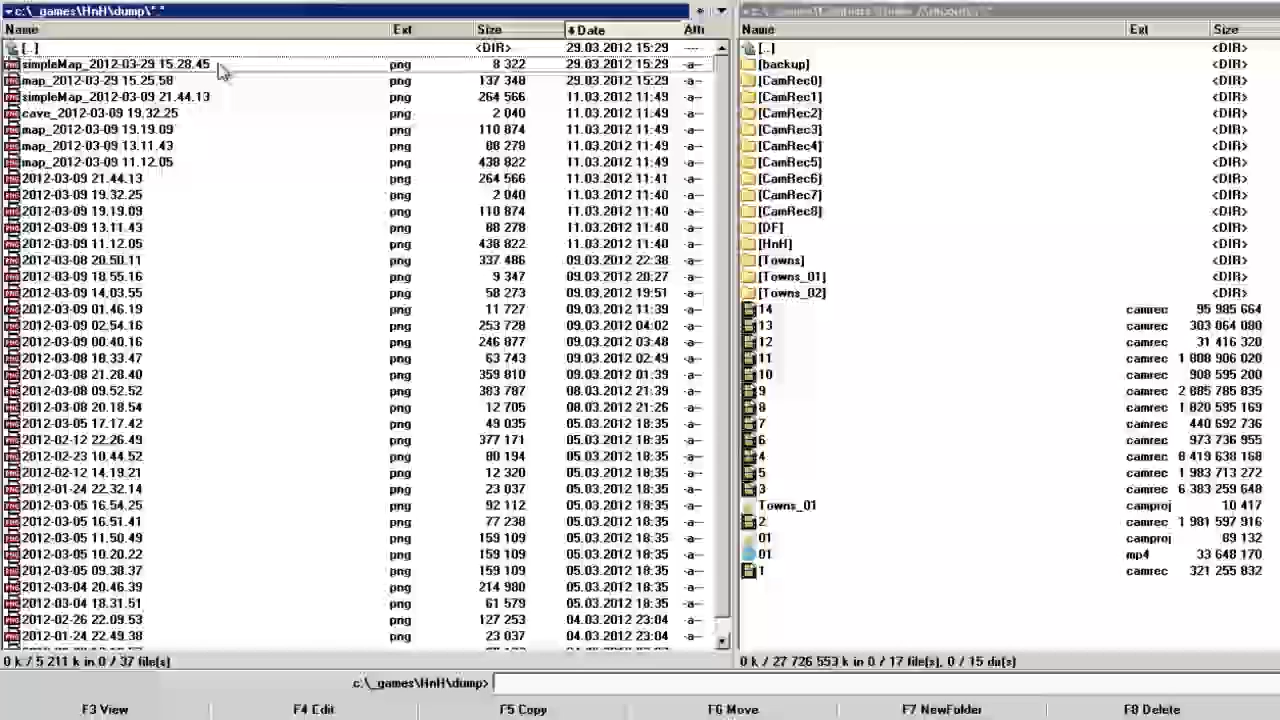 c:\_games\HnH\dump\*.*
Name Ext Size Date Attr
[..] <DIR> 29.03.2012 15:29
simpleMap_2012-03-29 15.28.45 png 8 322 29.03.2012 15:29 -a--
map_2012-03-29 15.25.58 png 137 348 29.03.2012 15:29 -a--
simpleMap_2012-03-09 21.44.13 png 264 566 11.03.2012 11:49 -a--
cave_2012-03-09 19.32.25 png 2 040 11.03.2012 11:49 -a--
map_2012-03-09 19.19.09 png 110 874 11.03.2012 11:49 -a--
map_2012-03-09 13.11.43 png 88 278 11.03.2012 11:49 -a--
map_2012-03-09 11.12.05 png 438 822 11.03.2012 11:49 -a--
2012-03-09 21.44.13 png 264 566 11.03.2012 11:41 -a--
2012-03-09 19.32.25 png 2 040 11.03.2012 11:40 -a--
2012-03-09 19.19.09 png 110 874 11.03.2012 11:40 -a--
2012-03-09 13.11.43 png 88 278 11.03.2012 11:40 -a--
2012-03-09 11.12.05 png 438 822 11.03.2012 11:40 -a--
2012-03-08 20.50.11 png 337 486 09.03.2012 22:38 -a--
2012-03-09 18.55.16 png 9 347 09.03.2012 20:27 -a--
2012-03-09 14.03.55 png 58 273 09.03.2012 19:51 -a--
2012-03-09 01.46.19 png 11 727 09.03.2012 11:39 -a--
2012-03-09 02.54.16 png 253 728 09.03.2012 04:02 -a--
2012-03-09 00.40.16 png 246 877 09.03.2012 03:48 -a--
2012-03-08 18.33.47 png 63 743 09.03.2012 02:49 -a--
2012-03-08 21.28.40 png 359 810 09.03.2012 01:39 -a--
2012-03-08 09.52.52 png 383 787 08.03.2012 21:39 -a--
2012-03-08 20.18.54 png 12 705 08.03.2012 21:26 -a--
2012-03-05 17.17.42 png 49 035 05.03.2012 18:35 -a--
2012-02-12 22.26.49 png 377 171 05.03.2012 18:35 -a--
2012-02-23 10.44.52 png 80 194 05.03.2012 18:35 -a--
2012-02-12 14.19.21 png 12 320 05.03.2012 18:35 -a--
2012-01-24 22.32.14 png 23 037 05.03.2012 18:35 -a--
2012-03-05 16.54.25 png 92 112 05.03.2012 18:35 -a--
2012-03-05 16.51.41 png 77 238 05.03.2012 18:35 -a--
2012-03-05 11.50.49 png 159 109 05.03.2012 18:35 -a--
2012-03-05 10.20.22 png 159 109 05.03.2012 18:35 -a--
2012-03-05 09.38.37 png 159 109 05.03.2012 18:35 -a--
2012-03-04 20.46.39 png 214 980 05.03.2012 18:35 -a--
2012-03-04 18.31.51 png 61 579 05.03.2012 18:35 -a--
2012-02-26 22.09.53 png 127 253 04.03.2012 23:04 -a--
2012-01-24 22.49.38 png 23 037 04.03.2012 23:04 -a--
0 k / 5 211 k in 0 / 37 file(s)
Name Ext Size
[..] <DIR>
[backup] <DIR>
[CamRec0] <DIR>
[CamRec1] <DIR>
[CamRec2] <DIR>
[CamRec3] <DIR>
[CamRec4] <DIR>
[CamRec5] <DIR>
[CamRec6] <DIR>
[CamRec7] <DIR>
[CamRec8] <DIR>
[DF] <DIR>
[HnH] <DIR>
[Towns] <DIR>
[Towns_01] <DIR>
[Towns_02] <DIR>
14 camrec 95 985 664
13 camrec 303 064 080
12 camrec 31 416 320
11 camrec 1 808 906 020
10 camrec 908 595 200
9 camrec 2 885 785 835
8 camrec 1 820 595 169
7 camrec 440 692 736
6 camrec 973 736 955
4 camrec 8 419 638 168
5 camrec 1 983 713 272
3 camrec 6 383 259 648
Towns_01 camproj 10 417
2 camrec 1 981 597 916
01 camproj 89 132
01 mp4 33 648 170
1 camrec 321 255 832
0 k / 27 726 553 k in 0 / 17 file(s), 0 / 15 dir(s)
c:\_games\HnH\dump>
F3 View F4 Edit F5 Copy F6 Move F7 NewFolder F8 Delete